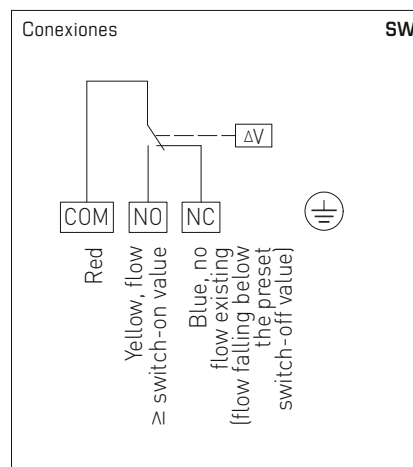 Conexiones
SW
ΔV
COM
NO
NC
Red
Yellow, flow
≥ switch-on value
Blue, no
flow existing
(flow falling below
the preset
switch-off value)